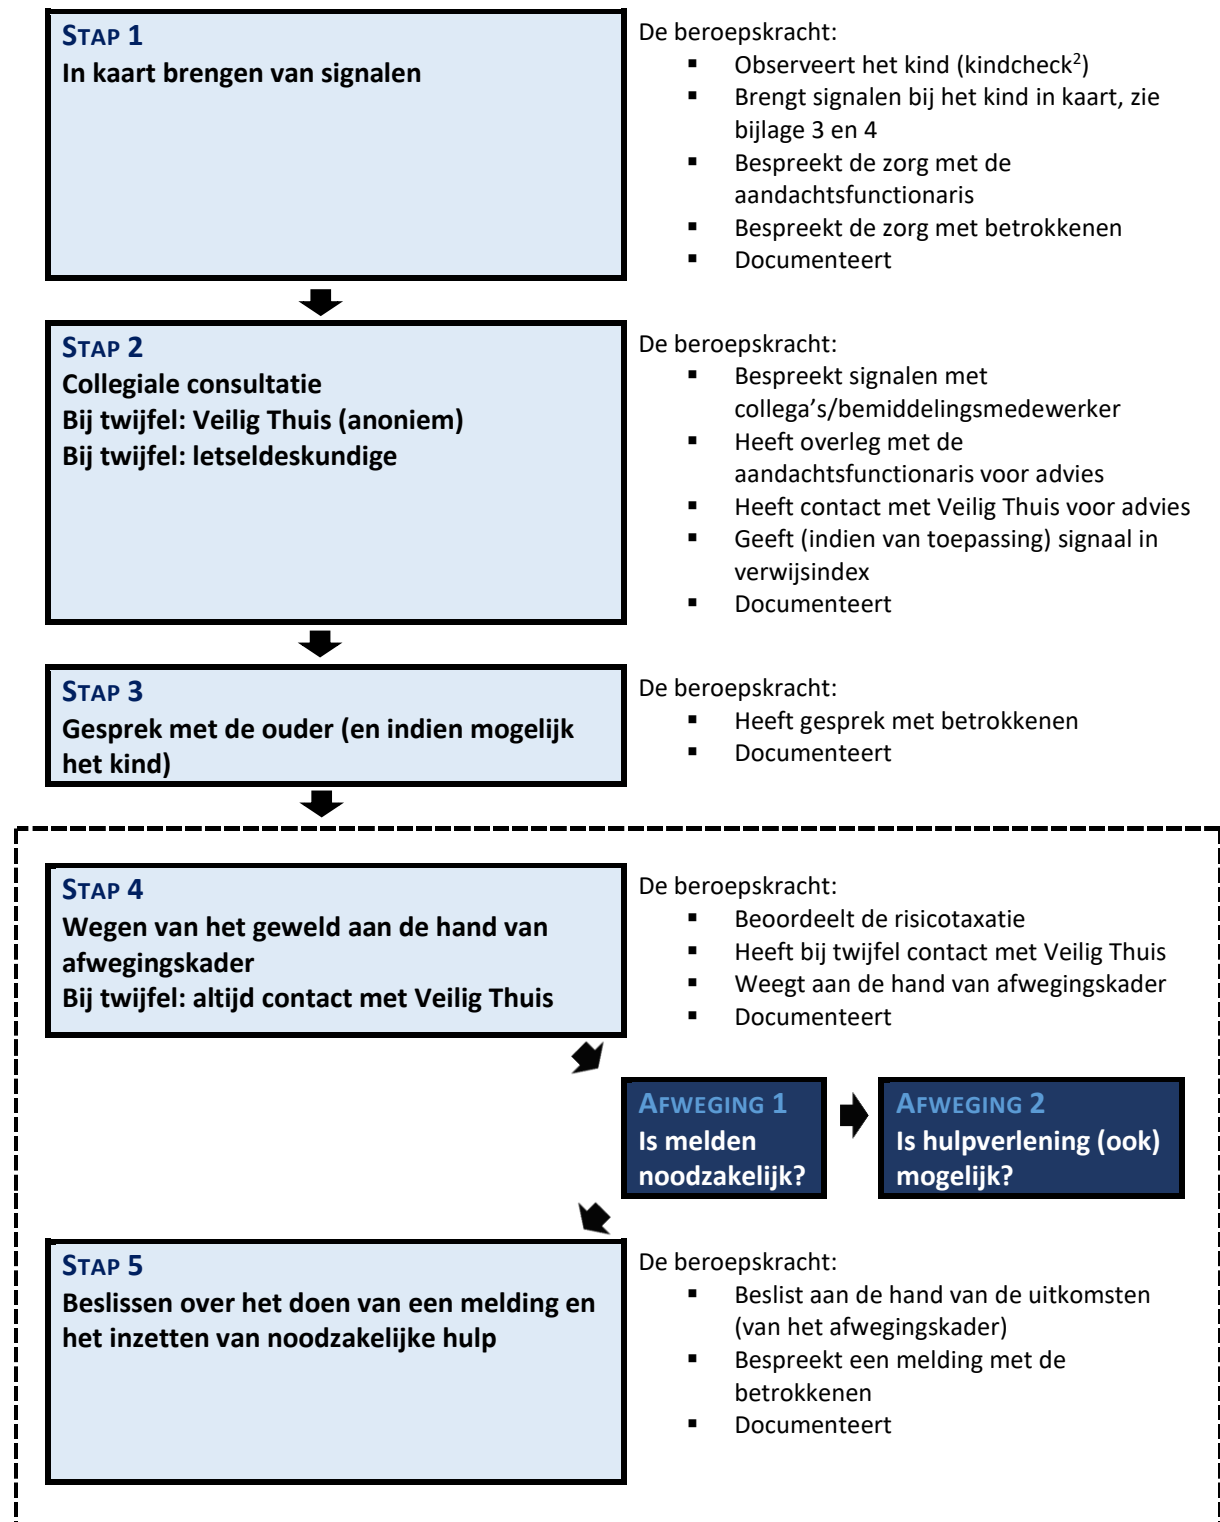 STAP 1
In kaart brengen van signalen
De beroepskracht:
▪ Observeert het kind (kindcheck²)
▪ Brengt signalen bij het kind in kaart, zie
bijlage 3 en 4
▪ Bespreekt de zorg met de
aandachtsfunctionaris
▪ Bespreekt de zorg met betrokkenen
▪ Documenteert
STAP 2
Collegiale consultatie
Bij twijfel: Veilig Thuis (anoniem)
Bij twijfel: letseldeskundige
De beroepskracht:
▪ Bespreekt signalen met
collega’s/bemiddelingsmedewerker
▪ Heeft overleg met de
aandachtsfunctionaris voor advies
▪ Heeft contact met Veilig Thuis voor advies
▪ Geeft (indien van toepassing) signaal in
verwijsindex
▪ Documenteert
STAP 3
Gesprek met de ouder (en indien mogelijk
het kind)
De beroepskracht:
▪ Heeft gesprek met betrokkenen
▪ Documenteert
STAP 4
Wegen van het geweld aan de hand van
afwegingskader
Bij twijfel: altijd contact met Veilig Thuis
De beroepskracht:
▪ Beoordeelt de risicotaxatie
▪ Heeft bij twijfel contact met Veilig Thuis
▪ Weegt aan de hand van afwegingskader
▪ Documenteert
AFWEGING 1
Is melden
noodzakelijk?
AFWEGING 2
Is hulpverlening (ook)
mogelijk?
STAP 5
Beslissen over het doen van een melding en
het inzetten van noodzakelijke hulp
De beroepskracht:
▪ Beslist aan de hand van de uitkomsten
(van het afwegingskader)
▪ Bespreekt een melding met de
betrokkenen
▪ Documenteert